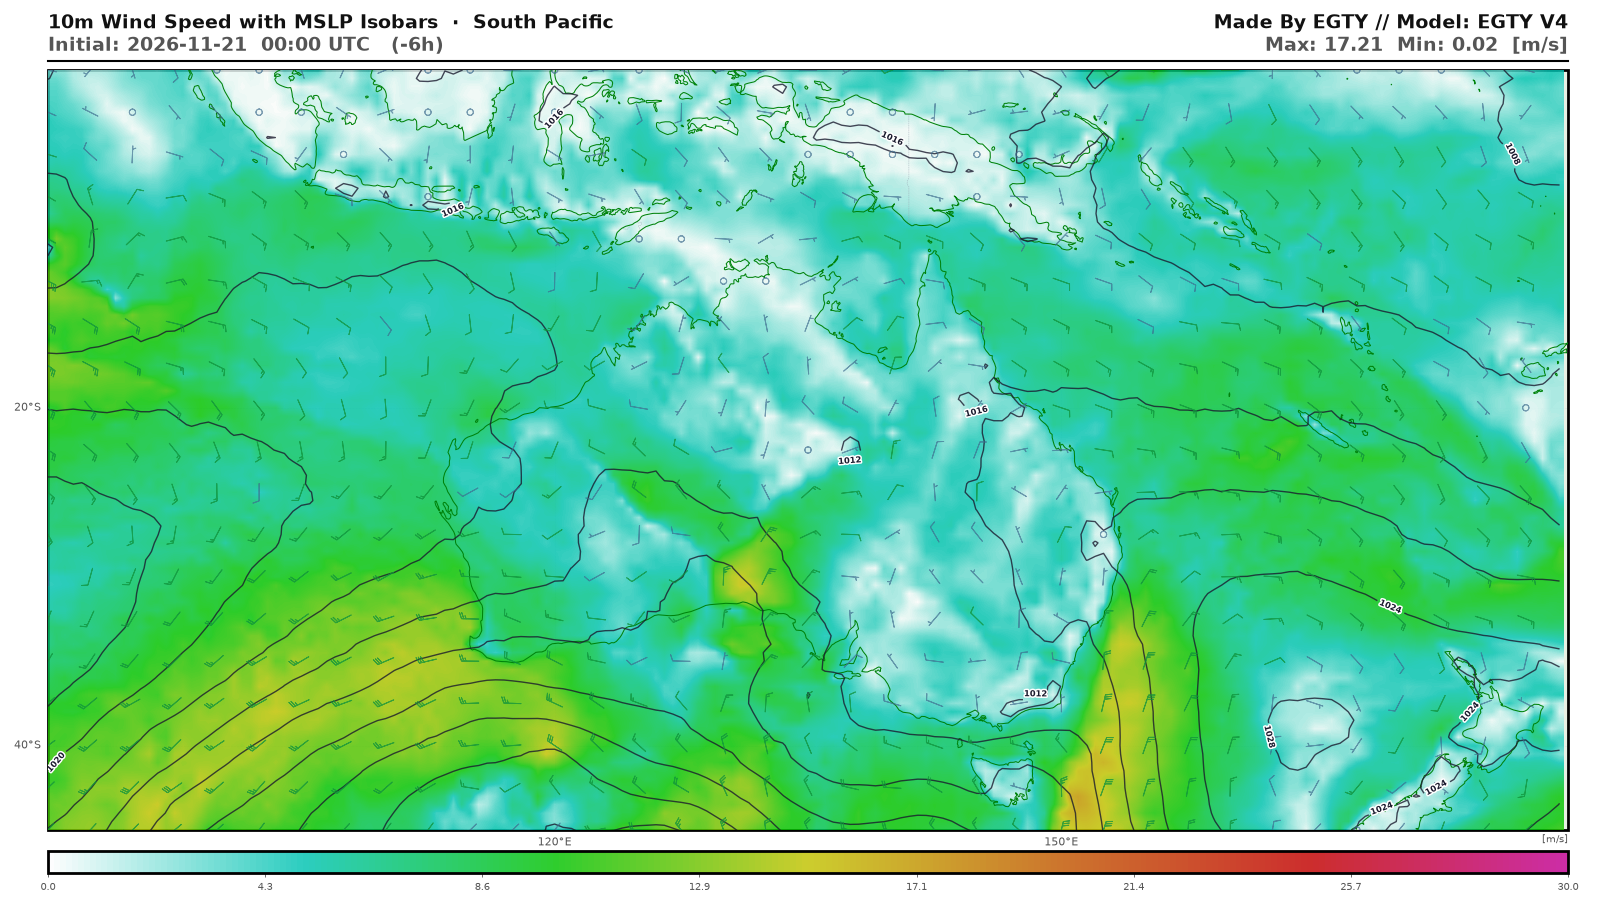 10m Wind Speed with MSLP Isobars · South Pacific
Made By EGTY // Model: EGTY V4
Initial: 2026-11-21 00:00 UTC (-6h)
Max: 17.21 Min: 0.02 [m/s]
1016
1016
1008
1016
20°S
1016
1012
1024
1012
1024
1028
40°S
1020
1024
1024
120°E
150°E
[m/s]
0.0
4.3
8.6
12.9
17.1
21.4
25.7
30.0